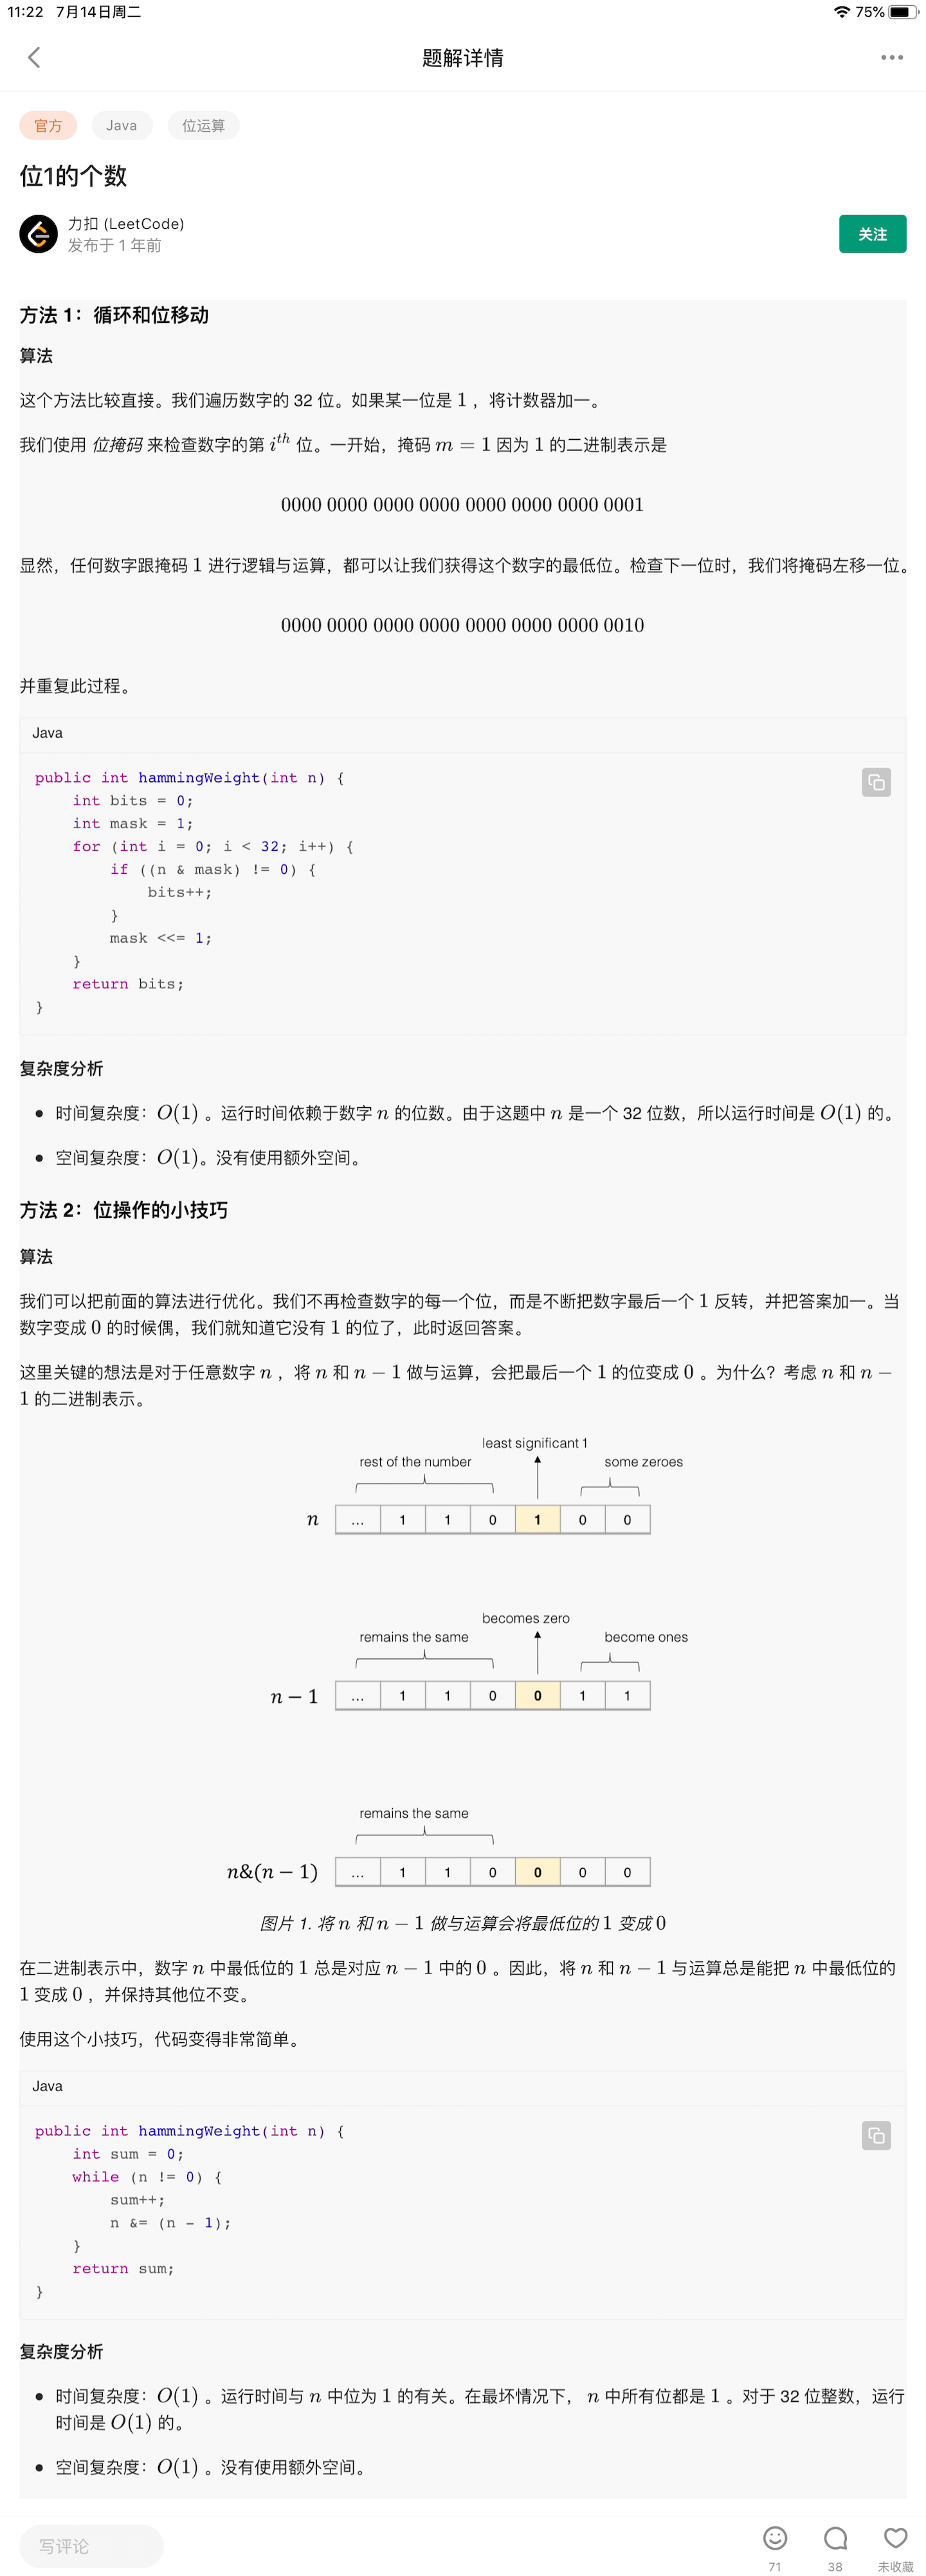 11:22 7月14日周二 75%
题解详情
官方 Java 位运算
位1的个数
力扣 (LeetCode)
发布于 1 年前
关注
方法 1：循环和位移动
算法
这个方法比较直接。我们遍历数字的 32 位。如果某一位是 1 ，将计数器加一。
我们使用 位掩码 来检查数字的第 i^{th} 位。一开始，掩码 m = 1 因为 1 的二进制表示是
0000 0000 0000 0000 0000 0000 0000 0001
显然，任何数字跟掩码 1 进行逻辑与运算，都可以让我们获得这个数字的最低位。检查下一位时，我们将掩码左移一位。
0000 0000 0000 0000 0000 0000 0000 0010
并重复此过程。
Java
public int hammingWeight(int n) {
    int bits = 0;
    int mask = 1;
    for (int i = 0; i < 32; i++) {
        if ((n & mask) != 0) {
            bits++;
        }
        mask <<= 1;
    }
    return bits;
}
复杂度分析
● 时间复杂度：O(1) 。运行时间依赖于数字 n 的位数。由于这题中 n 是一个 32 位数，所以运行时间是 O(1) 的。
● 空间复杂度：O(1)。没有使用额外空间。
方法 2：位操作的小技巧
算法
我们可以把前面的算法进行优化。我们不再检查数字的每一个位，而是不断把数字最后一个 1 反转，并把答案加一。当
数字变成 0 的时候偶，我们就知道它没有 1 的位了，此时返回答案。
这里关键的想法是对于任意数字 n ，将 n 和 n − 1 做与运算，会把最后一个 1 的位变成 0 。为什么？考虑 n 和 n −
1 的二进制表示。
least significant 1
rest of the number some zeroes
n ... 1 1 0 1 0 0
becomes zero
remains the same become ones
n − 1 ... 1 1 0 0 1 1
remains the same
n&(n − 1) ... 1 1 0 0 0 0
图片 1. 将 n 和 n − 1 做与运算会将最低位的 1 变成 0
在二进制表示中，数字 n 中最低位的 1 总是对应 n − 1 中的 0 。因此，将 n 和 n − 1 与运算总是能把 n 中最低位的
1 变成 0 ，并保持其他位不变。
使用这个小技巧，代码变得非常简单。
Java
public int hammingWeight(int n) {
    int sum = 0;
    while (n != 0) {
        sum++;
        n &= (n - 1);
    }
    return sum;
}
复杂度分析
● 时间复杂度：O(1) 。运行时间与 n 中位为 1 的有关。在最坏情况下， n 中所有位都是 1 。对于 32 位整数，运行
时间是 O(1) 的。
● 空间复杂度：O(1) 。没有使用额外空间。
写评论
71 38 未收藏